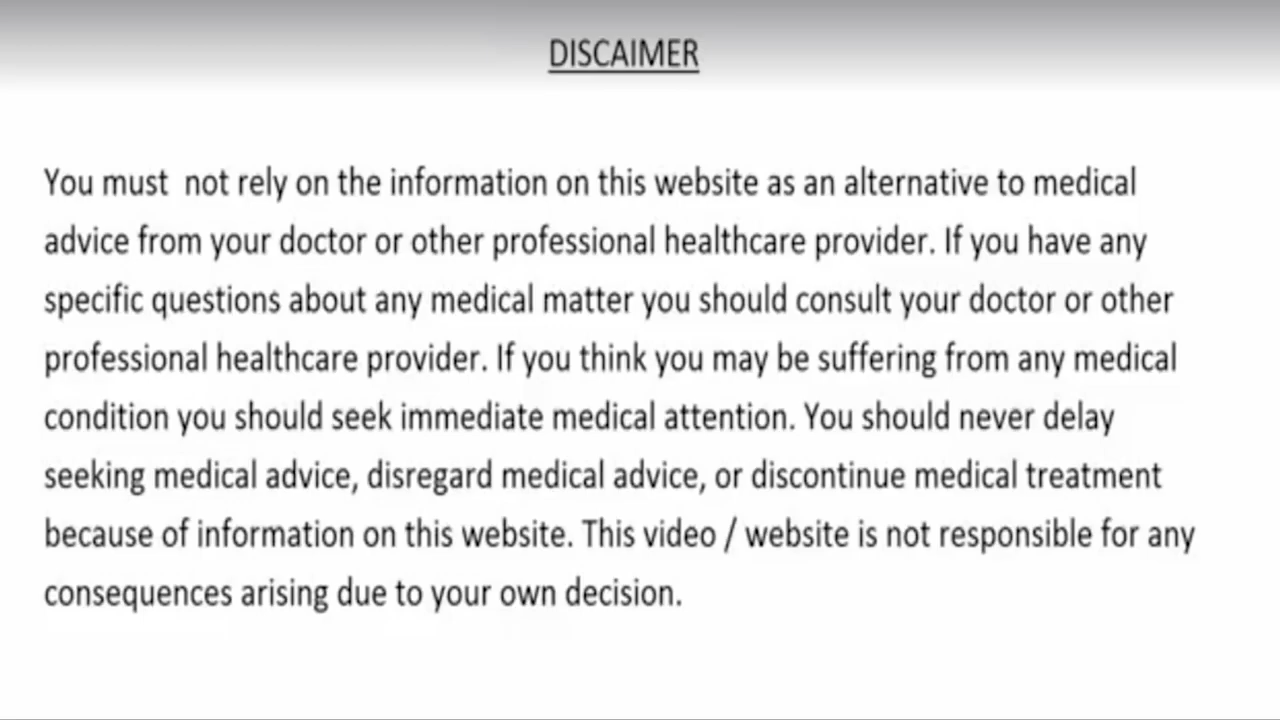 DISCAIMER
You must  not rely on the information on this website as an alternative to medical
advice from your doctor or other professional healthcare provider. If you have any
specific questions about any medical matter you should consult your doctor or other
professional healthcare provider. If you think you may be suffering from any medical
condition you should seek immediate medical attention. You should never delay
seeking medical advice, disregard medical advice, or discontinue medical treatment
because of information on this website. This video / website is not responsible for any
consequences arising due to your own decision.